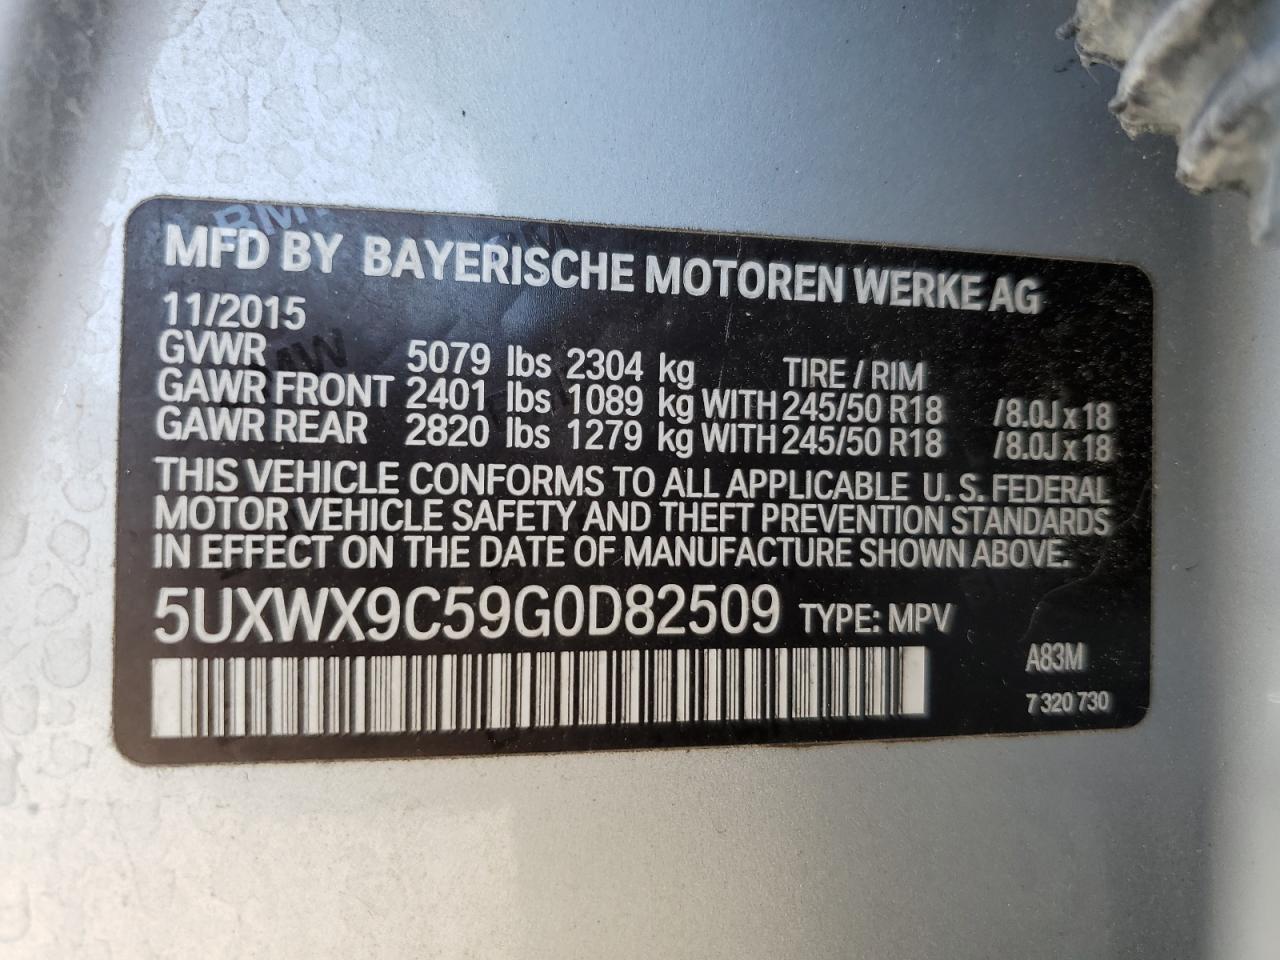 MFD BY BAYERISCHE MOTOREN WERKE AG
11/2015
GVWR 5079 lbs 2304 kg TIRE / RIM
GAWR FRONT 2401 lbs 1089 kg WITH 245/50 R18 /8.0J x 18
GAWR REAR 2820 lbs 1279 kg WITH 245/50 R18 /8.0J x 18
THIS VEHICLE CONFORMS TO ALL APPLICABLE U. S. FEDERAL
MOTOR VEHICLE SAFETY AND THEFT PREVENTION STANDARDS
IN EFFECT ON THE DATE OF MANUFACTURE SHOWN ABOVE.
5UXWX9C59G0D82509 TYPE: MPV
A83M
7 320 730